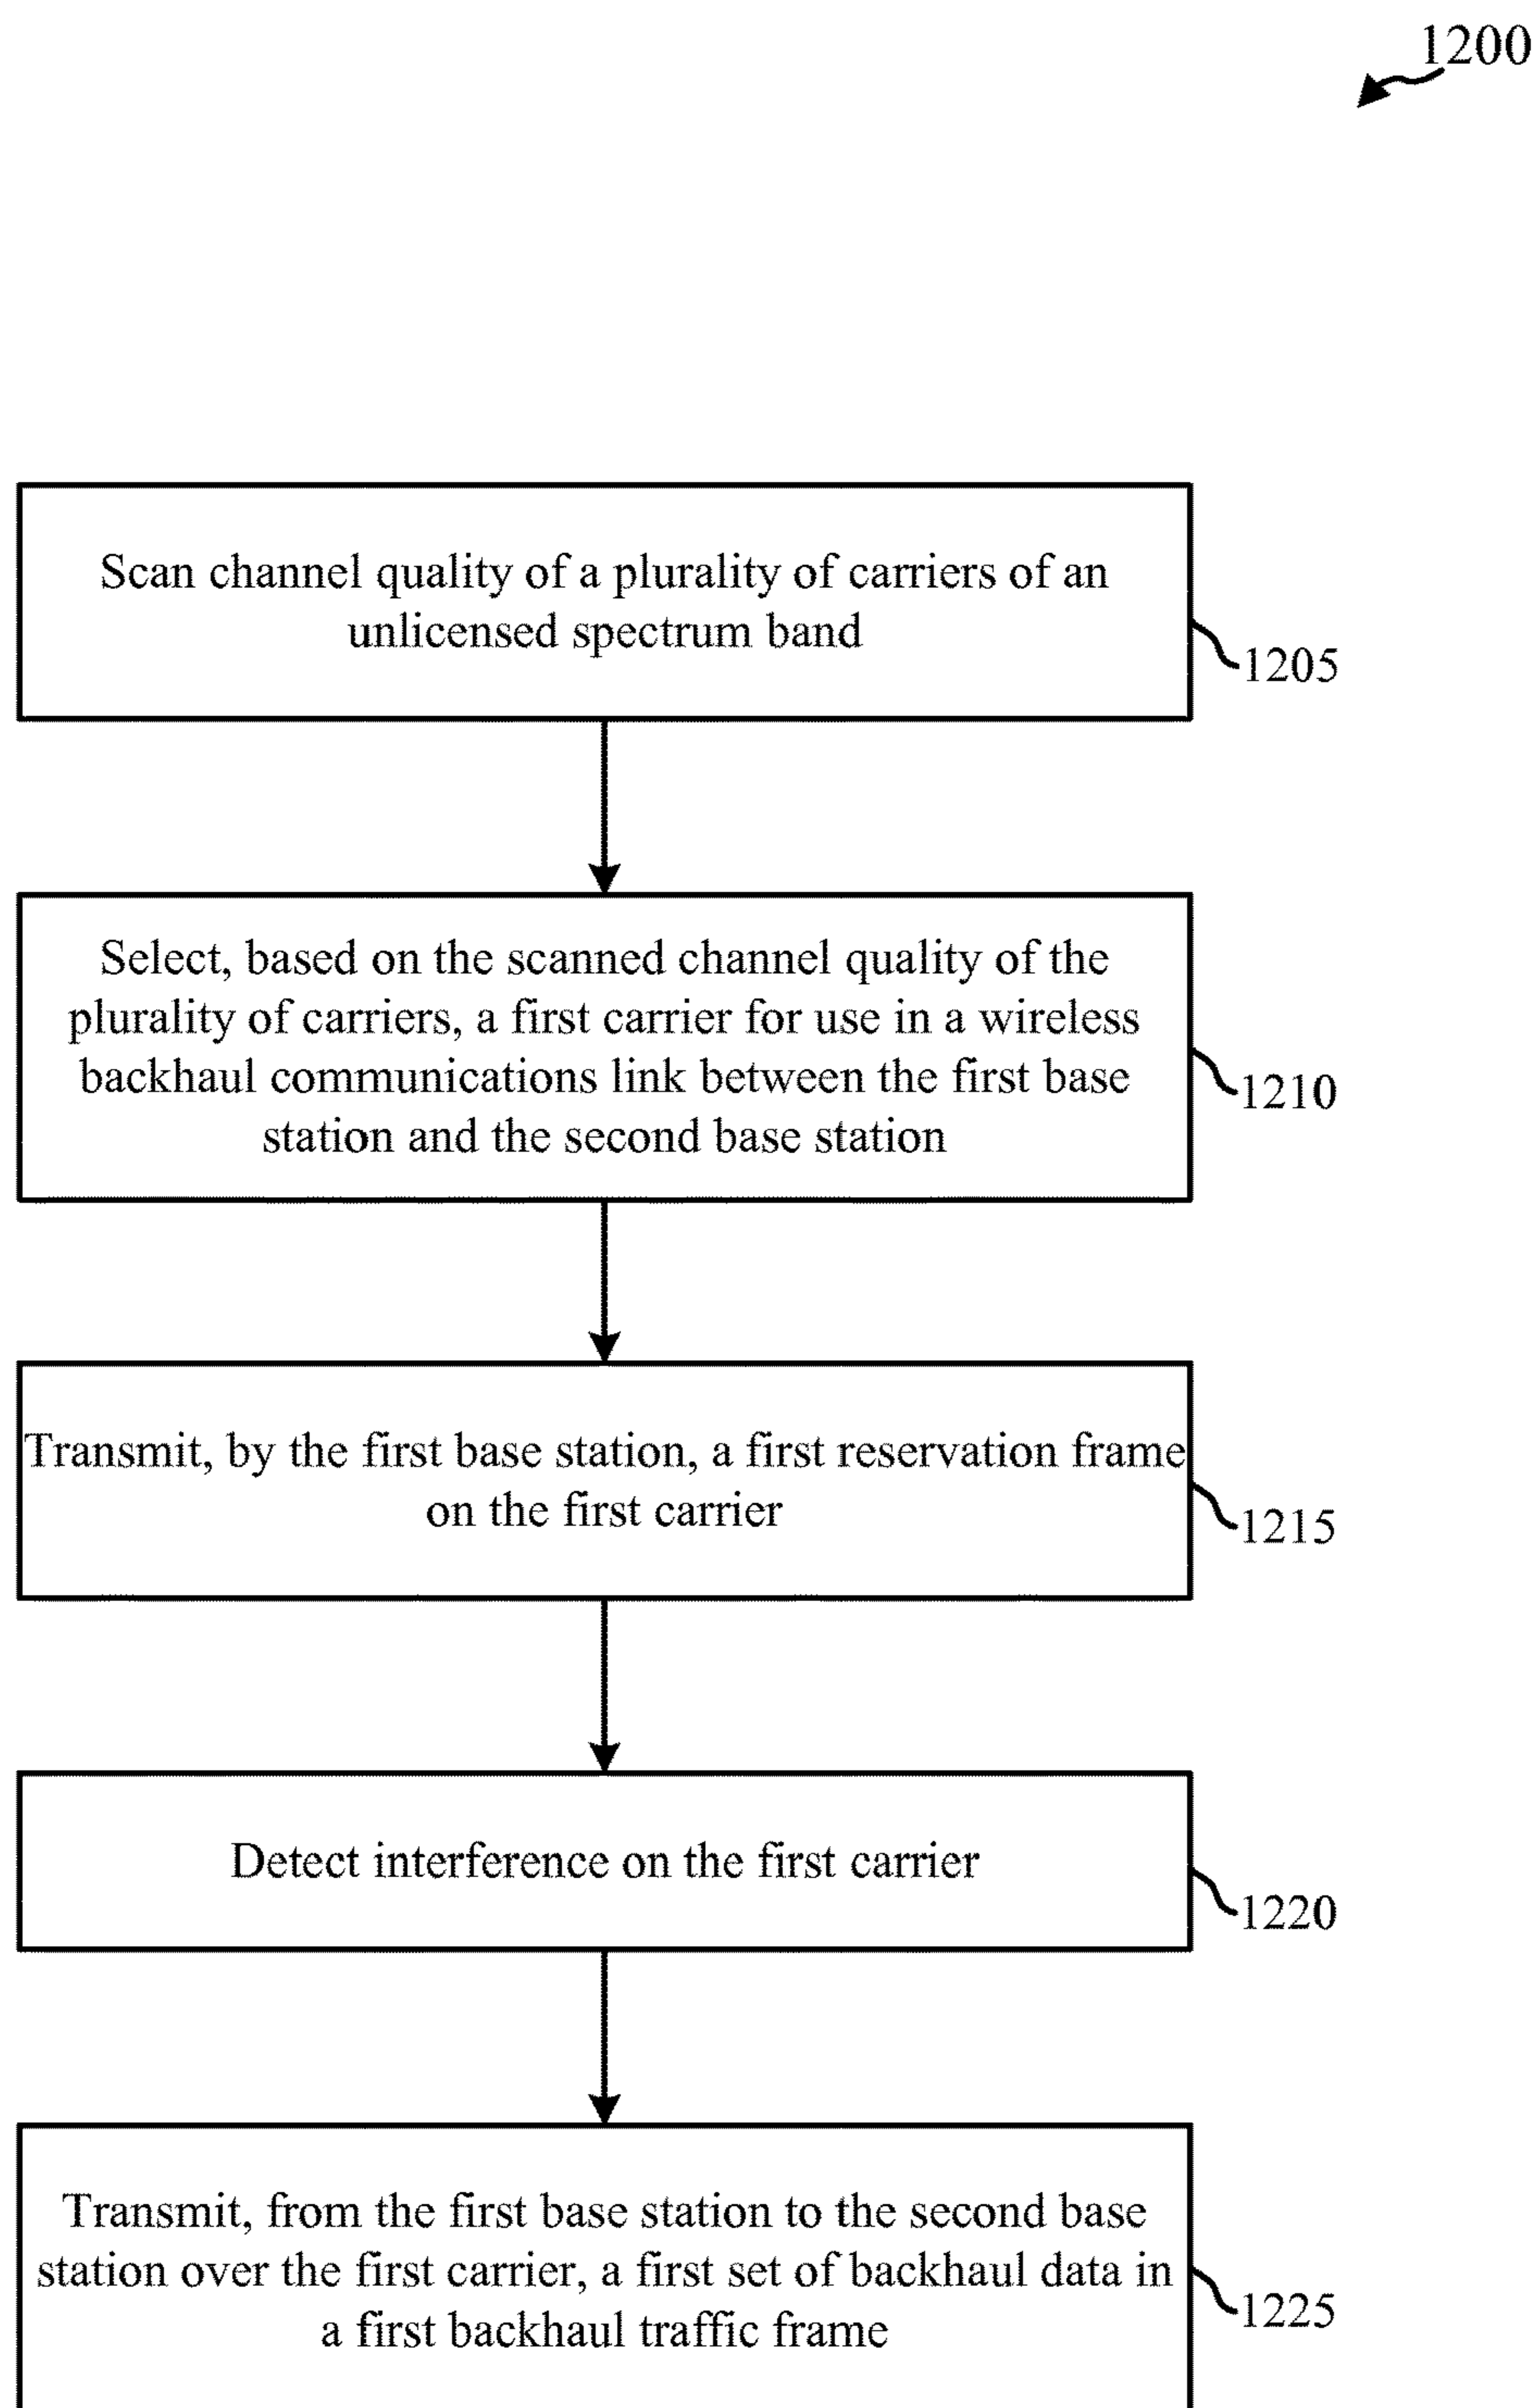 1200
Scan channel quality of a plurality of carriers of an
unlicensed spectrum band
1205
Select, based on the scanned channel quality of the
plurality of carriers, a first carrier for use in a wireless
backhaul communications link between the first base
station and the second base station
1210
Transmit, by the first base station, a first reservation frame
on the first carrier
1215
Detect interference on the first carrier
1220
Transmit, from the first base station to the second base
station over the first carrier, a first set of backhaul data in
a first backhaul traffic frame
1225